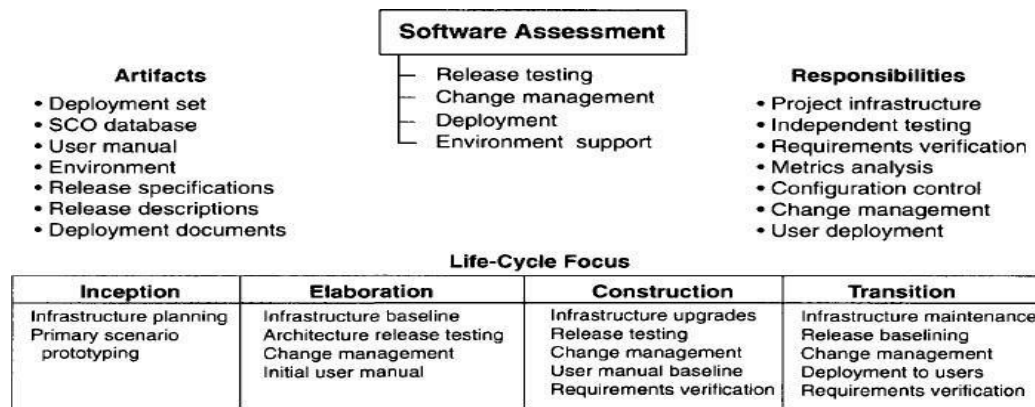 Software Assessment
Release testing
Change management
Deployment
Environment support
Artifacts
• Deployment set
• SCO database
• User manual
• Environment
• Release specifications
• Release descriptions
• Deployment documents
Responsibilities
• Project infrastructure
• Independent testing
• Requirements verification
• Metrics analysis
• Configuration control
• Change management
• User deployment
Life-Cycle Focus
Inception
Infrastructure planning
Primary scenario
prototyping
Elaboration
Infrastructure baseline
Architecture release testing
Change management
Initial user manual
Construction
Infrastructure upgrades
Release testing
Change management
User manual baseline
Requirements verification
Transition
Infrastructure maintenance
Release baselining
Change management
Deployment to users
Requirements verification